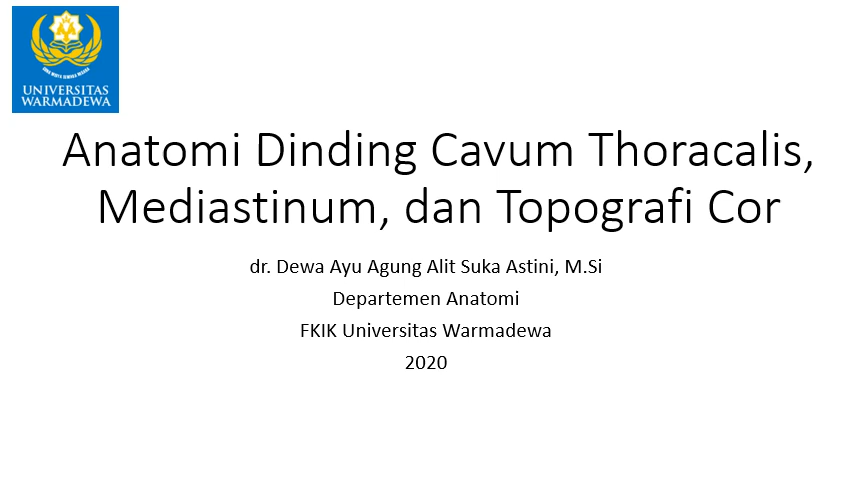 UNIVERSITAS
WARMADEWA
Anatomi Dinding Cavum Thoracalis,
Mediastinum, dan Topografi Cor
dr. Dewa Ayu Agung Alit Suka Astini, M.Si
Departemen Anatomi
FKIK Universitas Warmadewa
2020